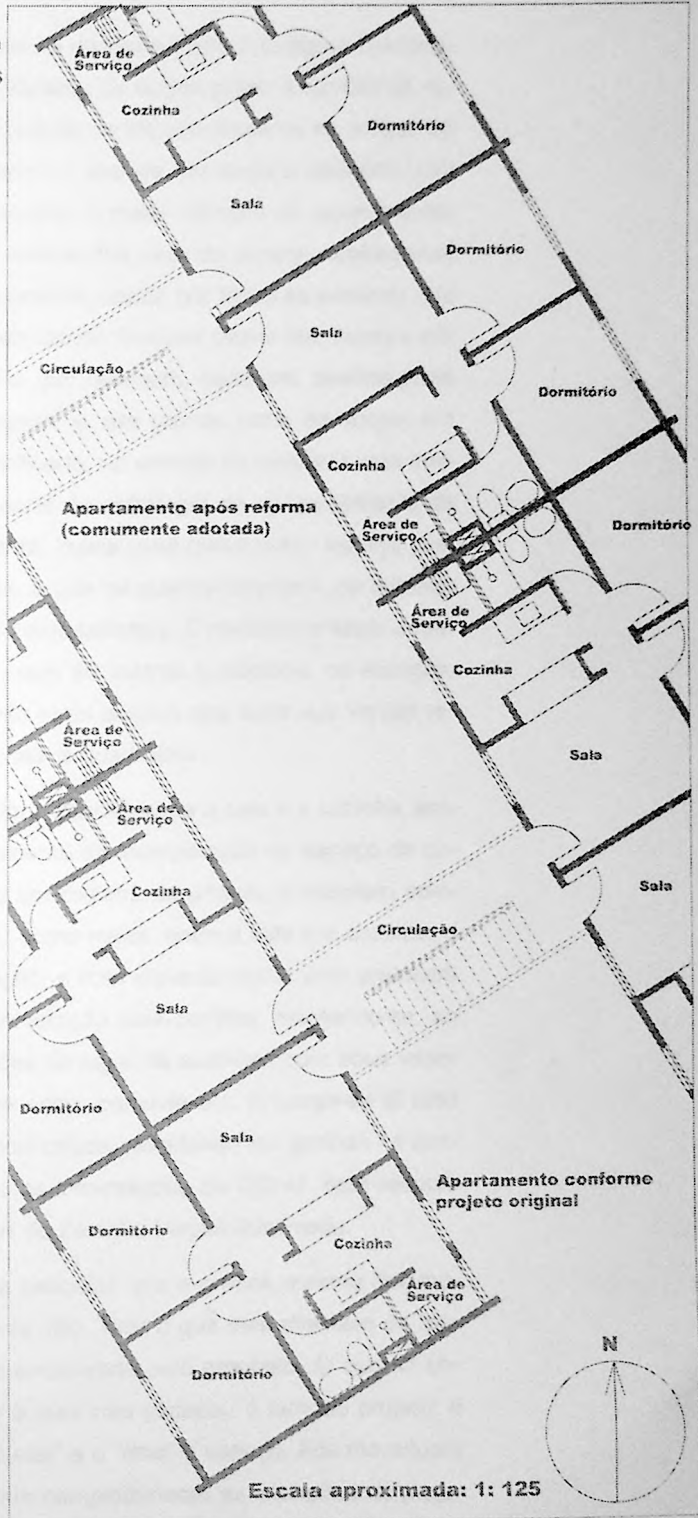 Área de
Serviço
Cozinha
Dormitório
Sala
Dormitório
Sala
Circulação
Dormitório
Cozinha
Apartamento após reforma
(comumente adotada)
Área de
Serviço
Dormitório
Área de
Serviço
Cozinha
Área de
Serviço
Sala
Área de
Serviço
Cozinha
Sala
Circulação
Sala
Dormitório
Sala
Apartamento conforme
projeto original
Dormitório
Cozinha
Área de
Serviço
Dormitório
N
Escala aproximada: 1: 125